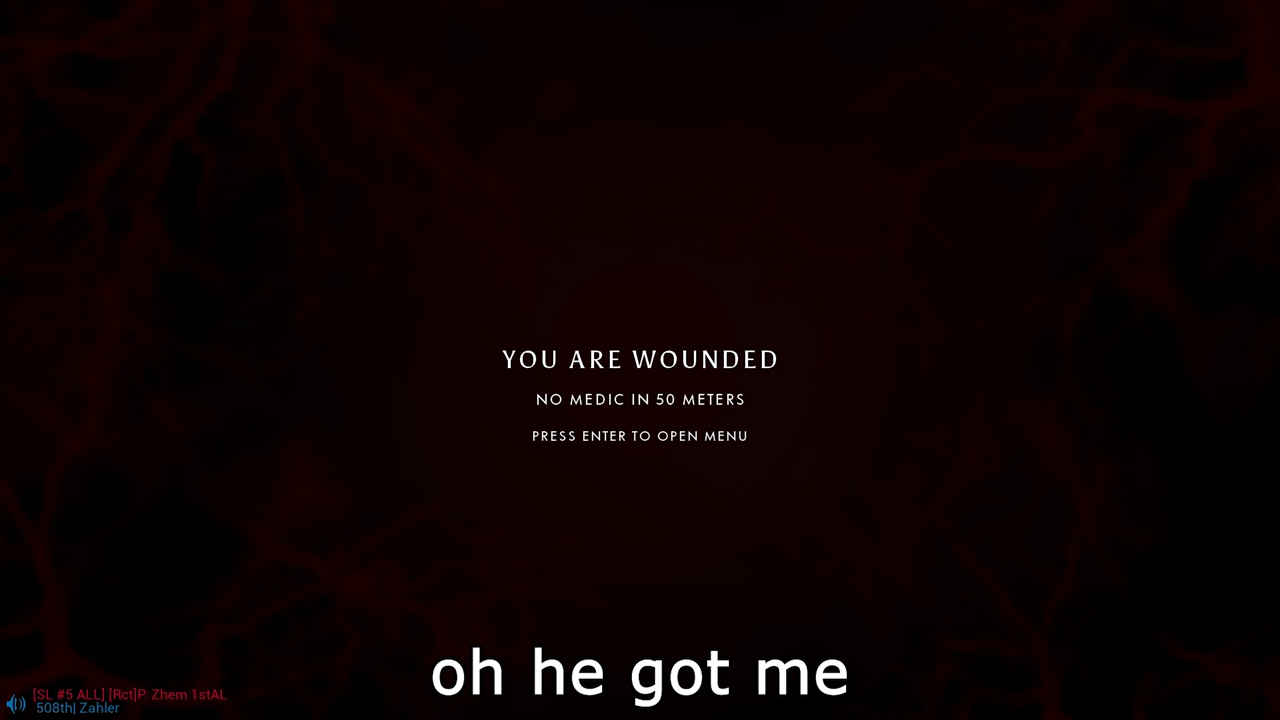 YOU ARE WOUNDED
NO MEDIC IN 50 METERS
PRESS ENTER TO OPEN MENU
oh he got me
[SL #5 ALL] [Rct]P. Zhem 1stAL
508th| Zahler